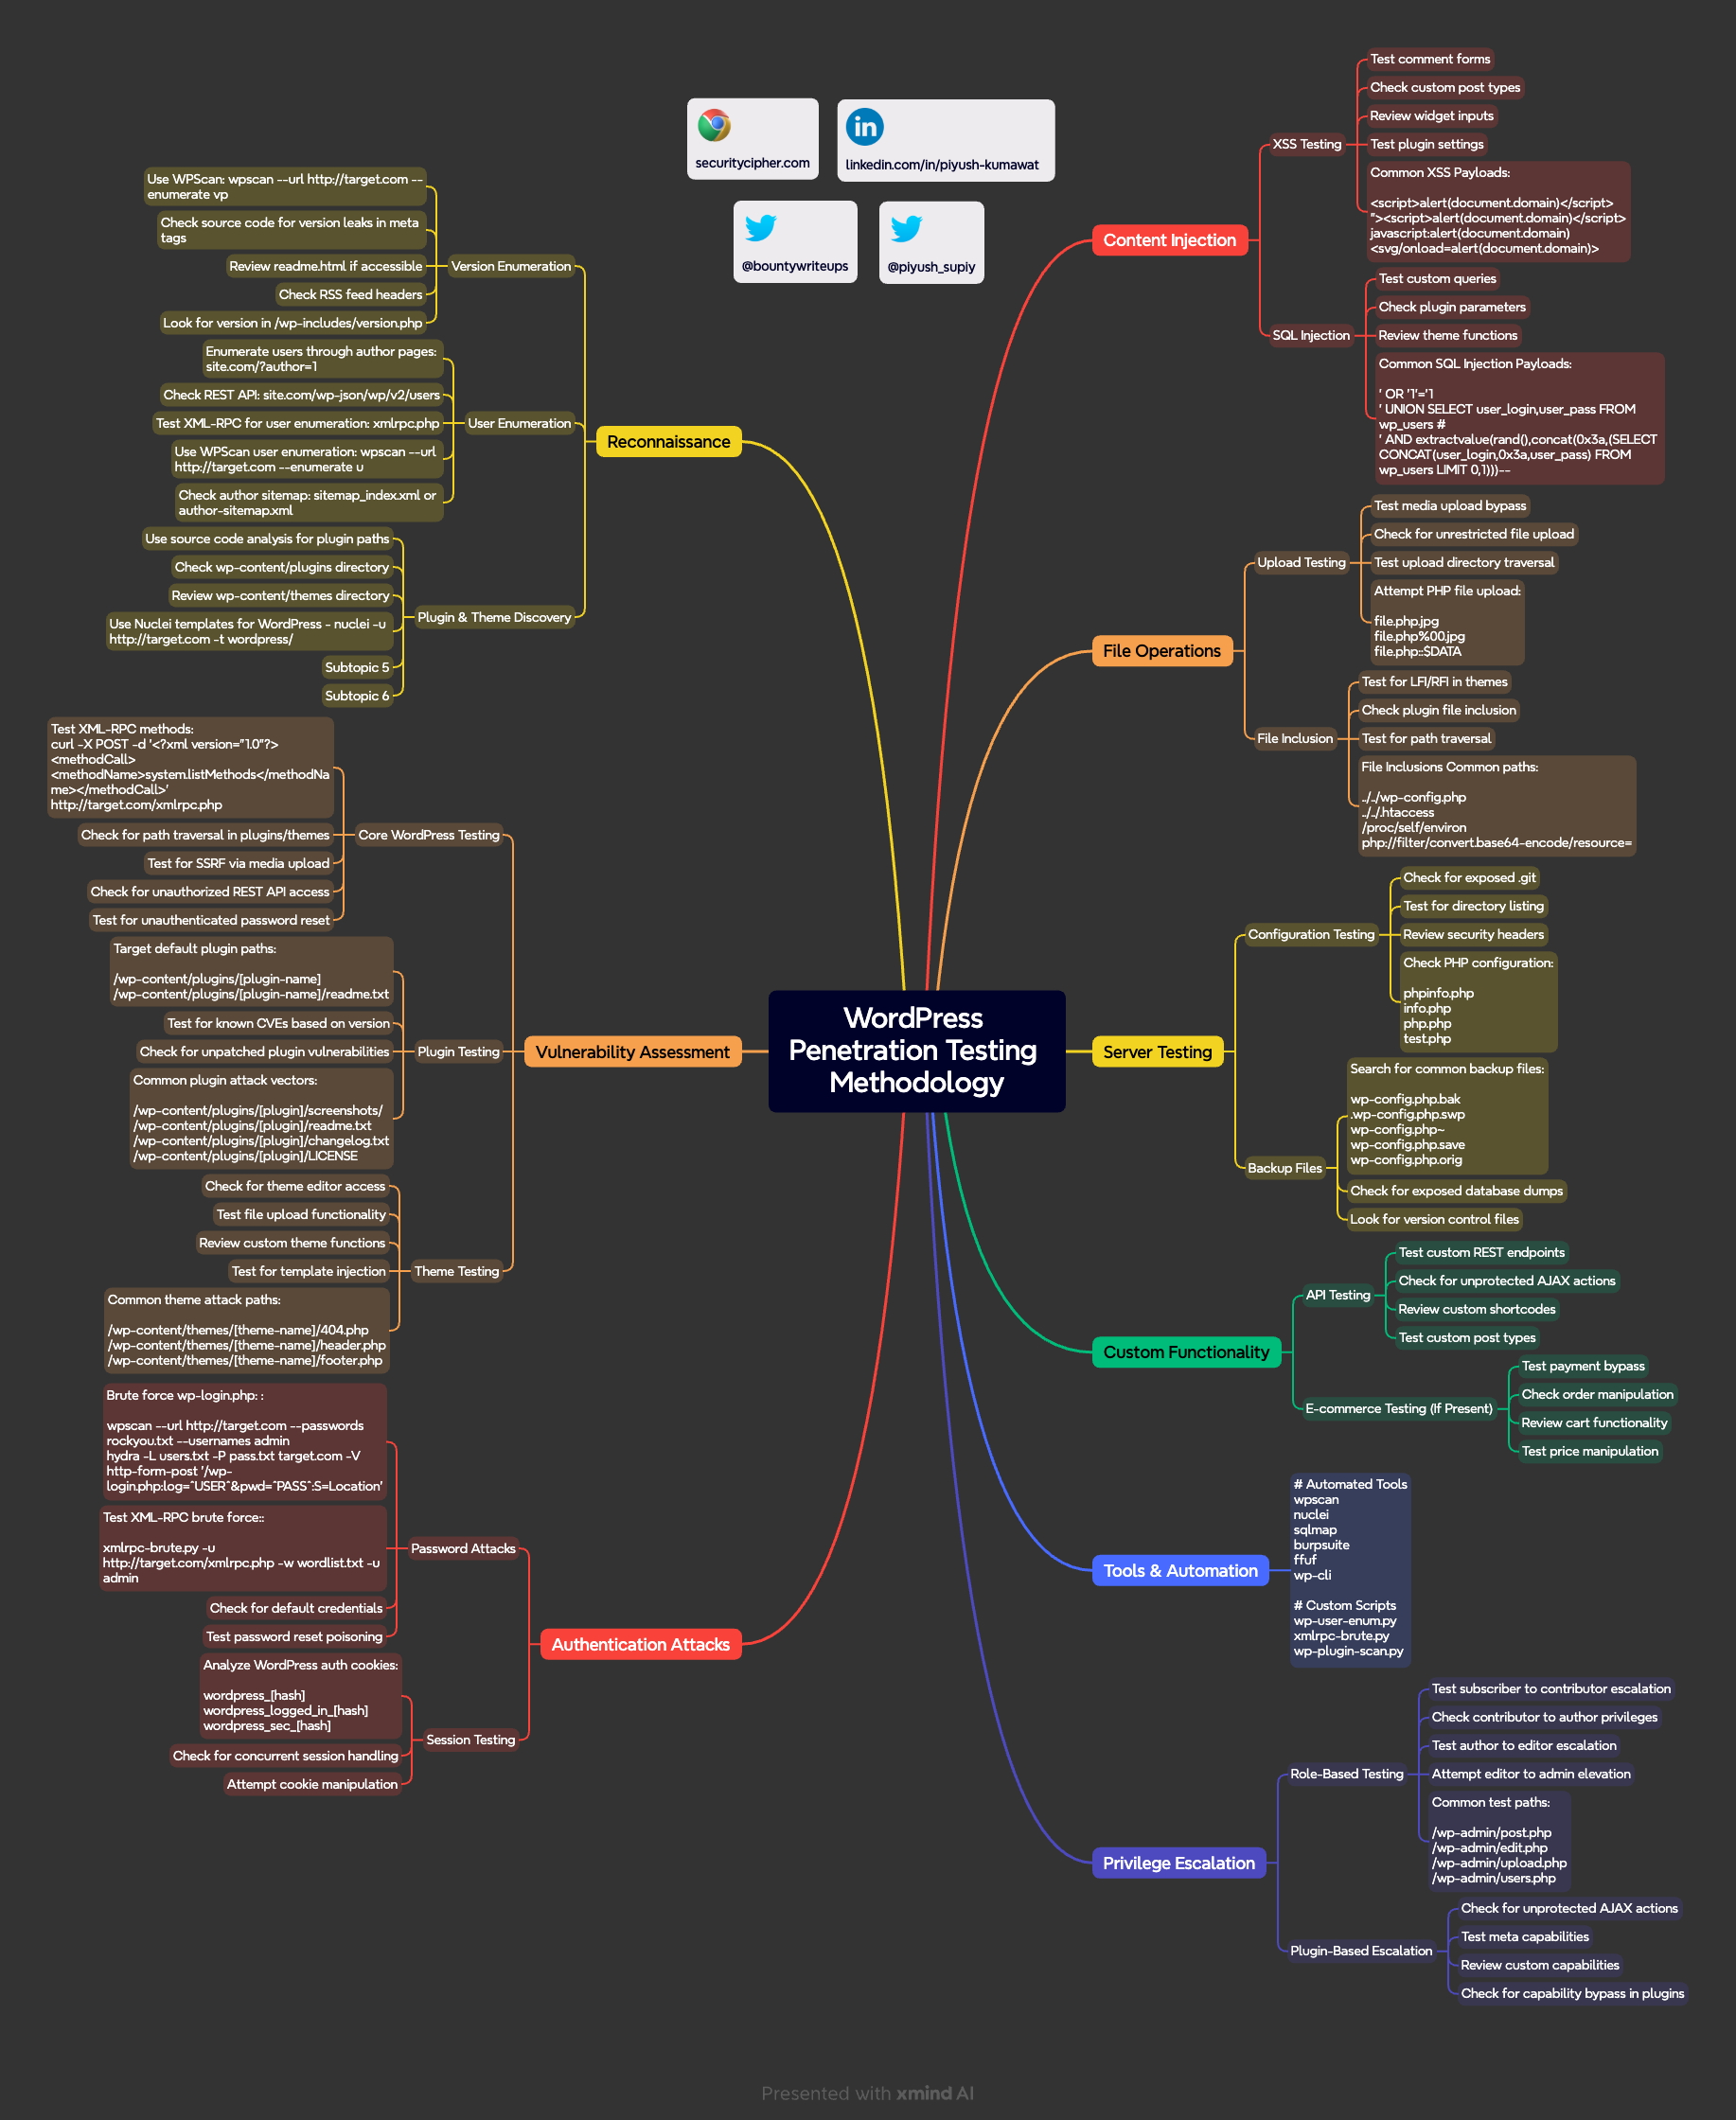 securitycipher.com
linkedin.com/in/piyush-kumawat
@bountywriteups
@piyush_supiy
WordPress
Penetration Testing
Methodology
Reconnaissance
Version Enumeration
Use WPScan: wpscan --url http://target.com --
enumerate vp
Check source code for version leaks in meta
tags
Review readme.html if accessible
Check RSS feed headers
Look for version in /wp-includes/version.php
User Enumeration
Enumerate users through author pages:
site.com/?author=1
Check REST API: site.com/wp-json/wp/v2/users
Test XML-RPC for user enumeration: xmlrpc.php
Use WPScan user enumeration: wpscan --url
http://target.com --enumerate u
Check author sitemap: sitemap_index.xml or
author-sitemap.xml
Plugin & Theme Discovery
Use source code analysis for plugin paths
Check wp-content/plugins directory
Review wp-content/themes directory
Use Nuclei templates for WordPress - nuclei -u
http://target.com -t wordpress/
Subtopic 5
Subtopic 6
Vulnerability Assessment
Core WordPress Testing
Test XML-RPC methods:
curl -X POST -d '<?xml version="1.0"?>
<methodCall>
<methodName>system.listMethods</methodNa
me></methodCall>'
http://target.com/xmlrpc.php
Check for path traversal in plugins/themes
Test for SSRF via media upload
Check for unauthorized REST API access
Test for unauthenticated password reset
Plugin Testing
Target default plugin paths:
/wp-content/plugins/[plugin-name]
/wp-content/plugins/[plugin-name]/readme.txt
Test for known CVEs based on version
Check for unpatched plugin vulnerabilities
Common plugin attack vectors:
/wp-content/plugins/[plugin]/screenshots/
/wp-content/plugins/[plugin]/readme.txt
/wp-content/plugins/[plugin]/changelog.txt
/wp-content/plugins/[plugin]/LICENSE
Theme Testing
Check for theme editor access
Test file upload functionality
Review custom theme functions
Test for template injection
Common theme attack paths:
/wp-content/themes/[theme-name]/404.php
/wp-content/themes/[theme-name]/header.php
/wp-content/themes/[theme-name]/footer.php
Authentication Attacks
Password Attacks
Brute force wp-login.php: :
wpscan --url http://target.com --passwords
rockyou.txt --usernames admin
hydra -L users.txt -P pass.txt target.com -V
http-form-post '/wp-
login.php:log=^USER^&pwd=^PASS^:S=Location'
Test XML-RPC brute force::
xmlrpc-brute.py -u
http://target.com/xmlrpc.php -w wordlist.txt -u
admin
Check for default credentials
Test password reset poisoning
Session Testing
Analyze WordPress auth cookies:
wordpress_[hash]
wordpress_logged_in_[hash]
wordpress_sec_[hash]
Check for concurrent session handling
Attempt cookie manipulation
Content Injection
XSS Testing
Test comment forms
Check custom post types
Review widget inputs
Test plugin settings
Common XSS Payloads:
<script>alert(document.domain)</script>
"><script>alert(document.domain)</script>
javascript:alert(document.domain)
<svg/onload=alert(document.domain)>
SQL Injection
Test custom queries
Check plugin parameters
Review theme functions
Common SQL Injection Payloads:
' OR '1'='1
' UNION SELECT user_login,user_pass FROM
wp_users #
' AND extractvalue(rand(),concat(0x3a,(SELECT
CONCAT(user_login,0x3a,user_pass) FROM
wp_users LIMIT 0,1)))--
File Operations
Upload Testing
Test media upload bypass
Check for unrestricted file upload
Test upload directory traversal
Attempt PHP file upload:
file.php.jpg
file.php%00.jpg
file.php::$DATA
File Inclusion
Test for LFI/RFI in themes
Check plugin file inclusion
Test for path traversal
File Inclusions Common paths:
../../wp-config.php
../../.htaccess
/proc/self/environ
php://filter/convert.base64-encode/resource=
Server Testing
Configuration Testing
Check for exposed .git
Test for directory listing
Review security headers
Check PHP configuration:
phpinfo.php
info.php
php.php
test.php
Backup Files
Search for common backup files:
wp-config.php.bak
.wp-config.php.swp
wp-config.php~
wp-config.php.save
wp-config.php.orig
Check for exposed database dumps
Look for version control files
Custom Functionality
API Testing
Test custom REST endpoints
Check for unprotected AJAX actions
Review custom shortcodes
Test custom post types
E-commerce Testing (If Present)
Test payment bypass
Check order manipulation
Review cart functionality
Test price manipulation
Tools & Automation
# Automated Tools
wpscan
nuclei
sqlmap
burpsuite
ffuf
wp-cli
# Custom Scripts
wp-user-enum.py
xmlrpc-brute.py
wp-plugin-scan.py
Privilege Escalation
Role-Based Testing
Test subscriber to contributor escalation
Check contributor to author privileges
Test author to editor escalation
Attempt editor to admin elevation
Common test paths:
/wp-admin/post.php
/wp-admin/edit.php
/wp-admin/upload.php
/wp-admin/users.php
Plugin-Based Escalation
Check for unprotected AJAX actions
Test meta capabilities
Review custom capabilities
Check for capability bypass in plugins
Presented with xmind AI